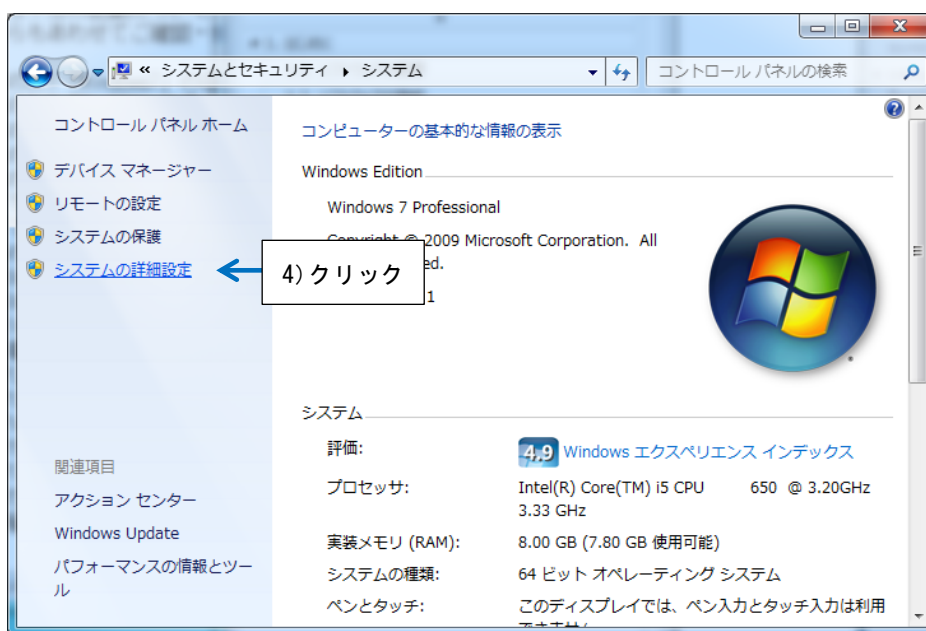 « システムとセキュリティ ▸ システム
コントロール パネルの検索
コントロール パネル ホーム
デバイス マネージャー
リモートの設定
システムの保護
システムの詳細設定
4)クリック
関連項目
アクション センター
Windows Update
パフォーマンスの情報とツー
ル
コンピューターの基本的な情報の表示
Windows Edition
Windows 7 Professional
Copyright © 2009 Microsoft Corporation. All
ed.
1
システム
評価:
4.9 Windows エクスペリエンス インデックス
プロセッサ:
Intel(R) Core(TM) i5 CPU 650 @ 3.20GHz
3.33 GHz
実装メモリ (RAM):
8.00 GB (7.80 GB 使用可能)
システムの種類:
64 ビット オペレーティング システム
ペンとタッチ:
このディスプレイでは、ペン入力とタッチ入力は利用